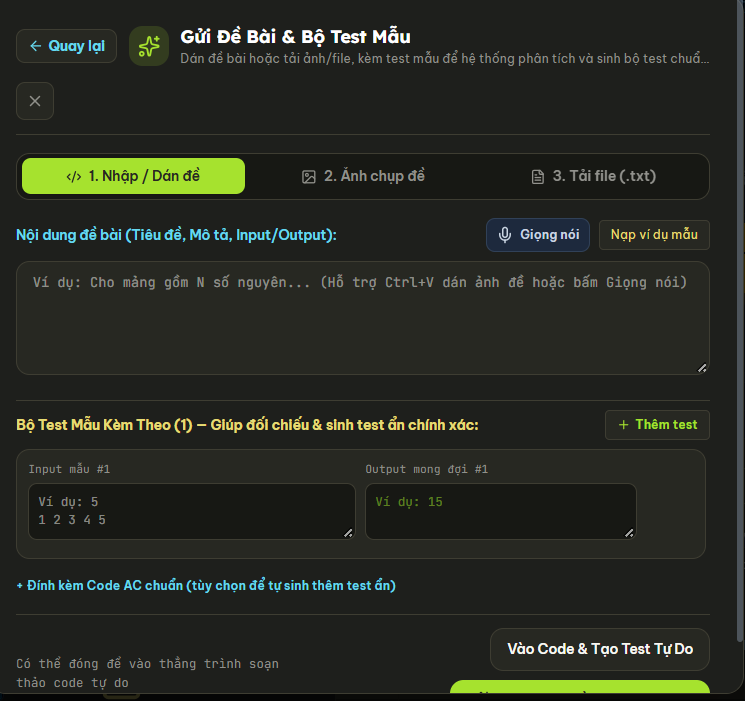 Quay lại
Gửi Đề Bài & Bộ Test Mẫu
Dán đề bài hoặc tải ảnh/file, kèm test mẫu để hệ thống phân tích và sinh bộ test chuẩ...
</> 1. Nhập / Dán đề
2. Ảnh chụp đề
3. Tải file (.txt)
Nội dung đề bài (Tiêu đề, Mô tả, Input/Output):
Giọng nói
Nạp ví dụ mẫu
Ví dụ: Cho mảng gồm N số nguyên... (Hỗ trợ Ctrl+V dán ảnh đề hoặc bấm Giọng nói)
Bộ Test Mẫu Kèm Theo (1) — Giúp đối chiếu & sinh test ẩn chính xác:
+ Thêm test
Input mẫu #1
Output mong đợi #1
Ví dụ: 5
1 2 3 4 5
Ví dụ: 15
+ Đính kèm Code AC chuẩn (tùy chọn để tự sinh thêm test ẩn)
Có thể đóng để vào thẳng trình soạn
thảo code tự do
Vào Code & Tạo Test Tự Do